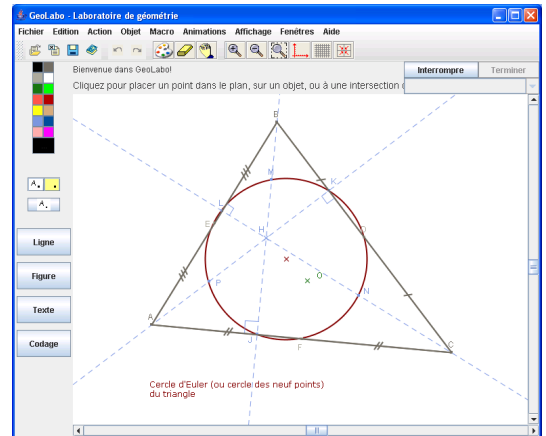 GeoLabo - Laboratoire de géométrie
Fichier Edition Action Objet Macro Animations Affichage Fenêtres Aide
Bienvenue dans GeoLabo!
Interrompre Terminer
Cliquez pour placer un point dans le plan, sur un objet, ou à une intersection (
B
M
K
L
E
H
D
O
P
N
A
J
F
C
A
A
Ligne
Figure
Texte
Codage
Cercle d'Euler (ou cercle des neuf points)
du triangle